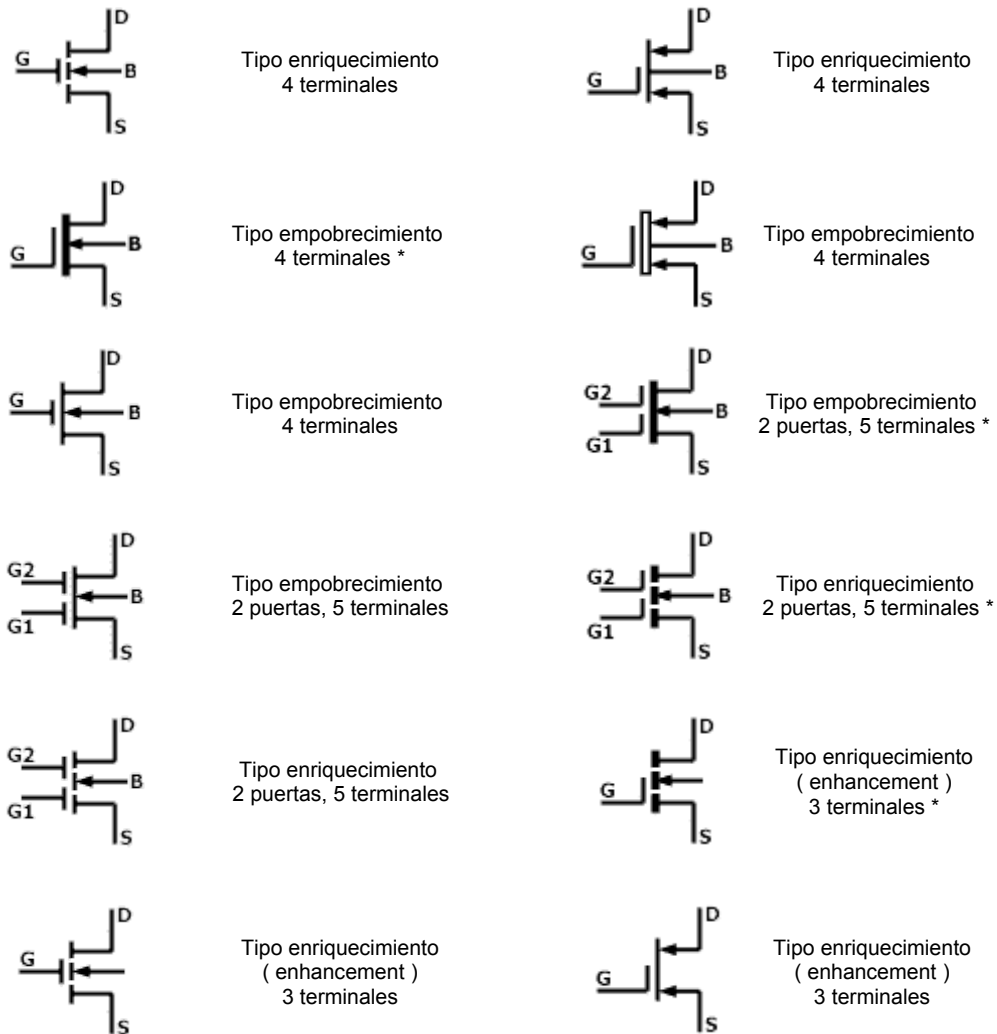 D
G
B
S
Tipo enriquecimiento
4 terminales
D
G
B
S
Tipo enriquecimiento
4 terminales
D
G
B
S
Tipo empobrecimiento
4 terminales *
D
G
B
S
Tipo empobrecimiento
4 terminales
D
G
B
S
Tipo empobrecimiento
4 terminales
D
G2
B
G1
S
Tipo empobrecimiento
2 puertas, 5 terminales *
D
G2
B
G1
S
Tipo empobrecimiento
2 puertas, 5 terminales
D
G2
B
G1
S
Tipo enriquecimiento
2 puertas, 5 terminales *
D
G2
B
G1
S
Tipo enriquecimiento
2 puertas, 5 terminales
D
G
S
Tipo enriquecimiento
( enhancement )
3 terminales *
D
G
S
Tipo enriquecimiento
( enhancement )
3 terminales
D
G
S
Tipo enriquecimiento
( enhancement )
3 terminales